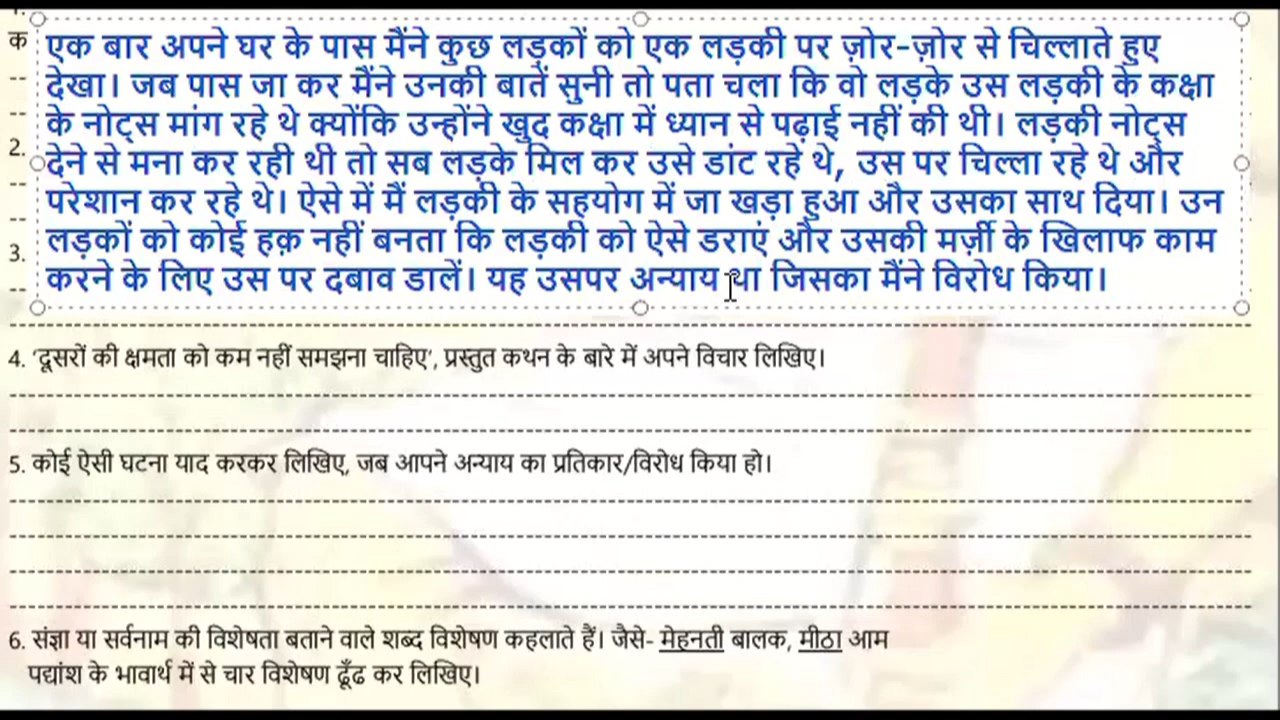 क
एक बार अपने घर के पास मैंने कुछ लड़कों को एक लड़की पर ज़ोर-ज़ोर से चिल्लाते हुए
देखा। जब पास जा कर मैंने उनकी बातें सुनी तो पता चला कि वो लड़के उस लड़की के कक्षा
के नोट्स मांग रहे थे क्योंकि उन्होंने खुद कक्षा में ध्यान से पढ़ाई नहीं की थी। लड़की नोट्स
2.
देने से मना कर रही थी तो सब लड़के मिल कर उसे डांट रहे थे, उस पर चिल्ला रहे थे और
परेशान कर रहे थे। ऐसे में मैं लड़की के सहयोग में जा खड़ा हुआ और उसका साथ दिया। उन
3.
लड़कों को कोई हक़ नहीं बनता कि लड़की को ऐसे डराएं और उसकी मर्ज़ी के खिलाफ काम
करने के लिए उस पर दबाव डालें। यह उसपर अन्याय था जिसका मैंने विरोध किया।
4. 'दूसरों की क्षमता को कम नहीं समझना चाहिए', प्रस्तुत कथन के बारे में अपने विचार लिखिए।
5. कोई ऐसी घटना याद करकर लिखिए, जब आपने अन्याय का प्रतिकार/विरोध किया हो।
6. संज्ञा या सर्वनाम की विशेषता बताने वाले शब्द विशेषण कहलाते हैं। जैसे- मेहनती बालक, मीठा आम
पद्यांश के भावार्थ में से चार विशेषण ढूँढ कर लिखिए।